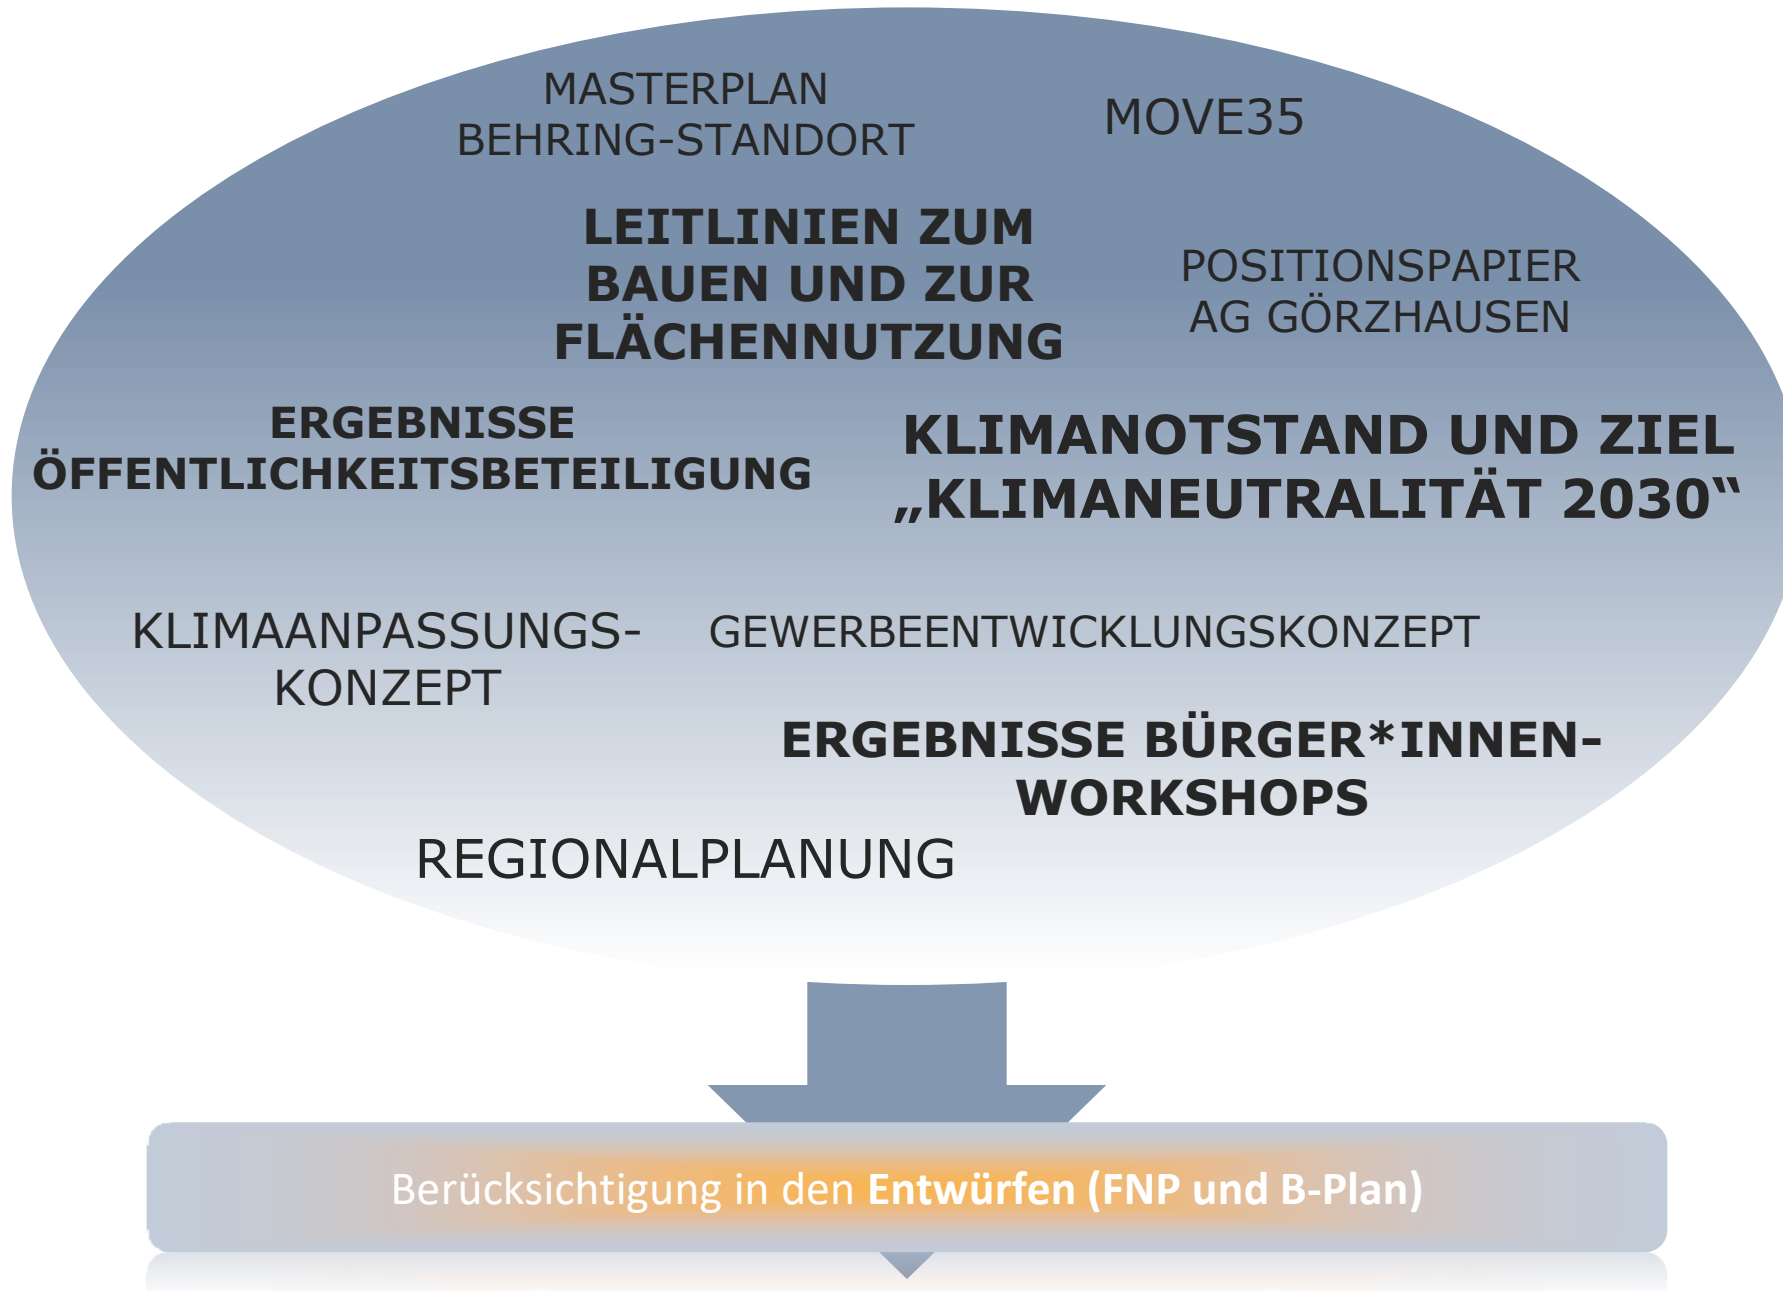 MASTERPLAN
BEHRING-STANDORT
MOVE35
LEITLINIEN ZUM
BAUEN UND ZUR
FLÄCHENNUTZUNG
POSITIONSPAPIER
AG GÖRZHAUSEN
ERGEBNISSE
ÖFFENTLICHKEITSBETEILIGUNG
KLIMANOTSTAND UND ZIEL
„KLIMANEUTRALITÄT 2030“
KLIMAANPASSUNGS-
KONZEPT
GEWERBEENTWICKLUNGSKONZEPT
ERGEBNISSE BÜRGER*INNEN-
WORKSHOPS
REGIONALPLANUNG
Berücksichtigung in den Entwürfen (FNP und B-Plan)